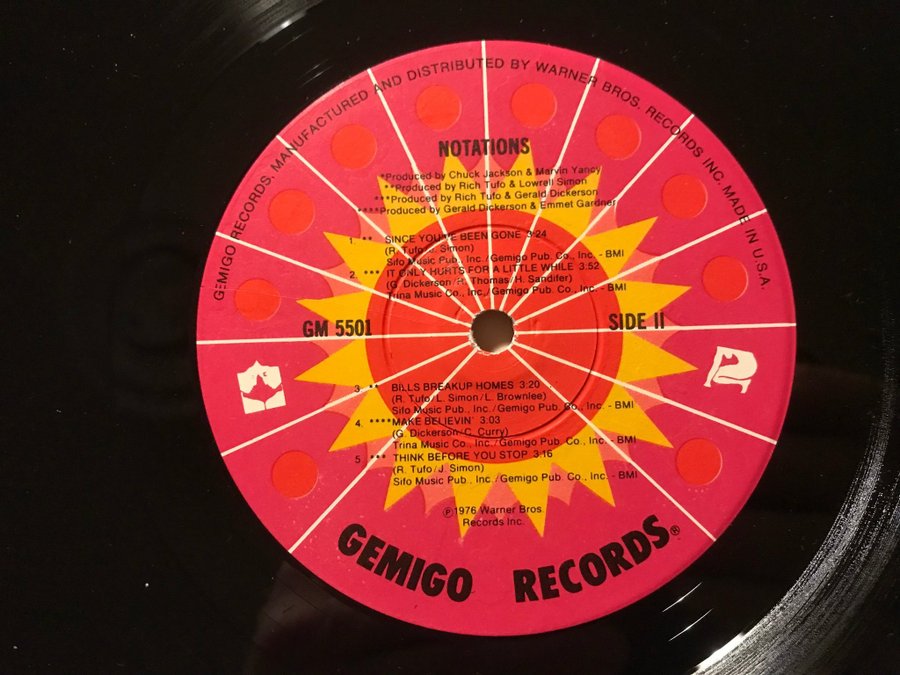 GEMIGO RECORDS, MANUFACTURED AND DISTRIBUTED BY WARNER BROS. RECORDS INC. MADE IN U.S.A.
NOTATIONS
*Produced by Chuck Jackson & Marvin Yancy
**Produced by Rich Tufo & Lowrell Simon
***Produced by Rich Tufo & Gerald Dickerson
****Produced by Gerald Dickerson & Emmet Gardner
1. ** SINCE YOU'VE BEEN GONE 3:24
(R. Tufo/J. Simon)
Sifo Music Pub., Inc./Gemigo Pub. Co., Inc. - BMI
2. *** IT ONLY HURTS FOR A LITTLE WHILE 3:52
(G. Dickerson/R. Thomas/H. Sandifer)
Trina Music Co., Inc./Gemigo Pub. Co., Inc. - BMI
GM 5501
SIDE II
3. ** BILLS BREAKUP HOMES 3:20
(R. Tufo/L. Simon/L. Brownlee)
Sifo Music Pub., Inc./Gemigo Pub. Co., Inc. - BMI
4. ****MAKE BELIEVIN' 3:03
(G. Dickerson/C. Curry)
Trina Music Co., Inc./Gemigo Pub. Co., Inc. - BMI
5. *** THINK BEFORE YOU STOP 3:16
(R. Tufo/J. Simon)
Sifo Music Pub., Inc./Gemigo Pub. Co., Inc. - BMI
℗1976 Warner Bros.
Records Inc.
GEMIGO RECORDS®